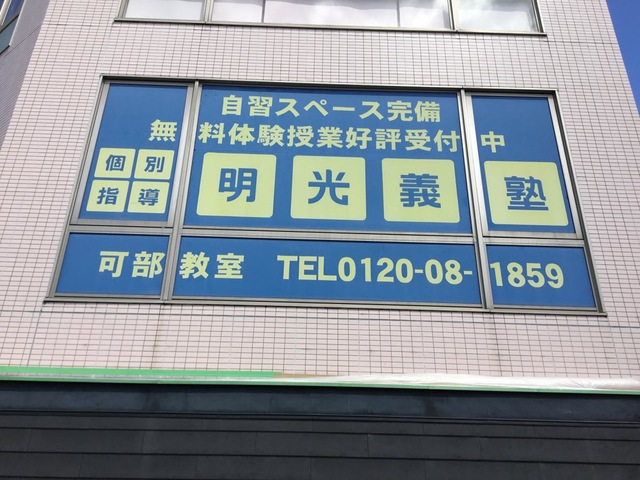 自習スペース完備
無料体験授業好評受付中
個別指導
明光義塾
可部教室 TEL0120-08-1859